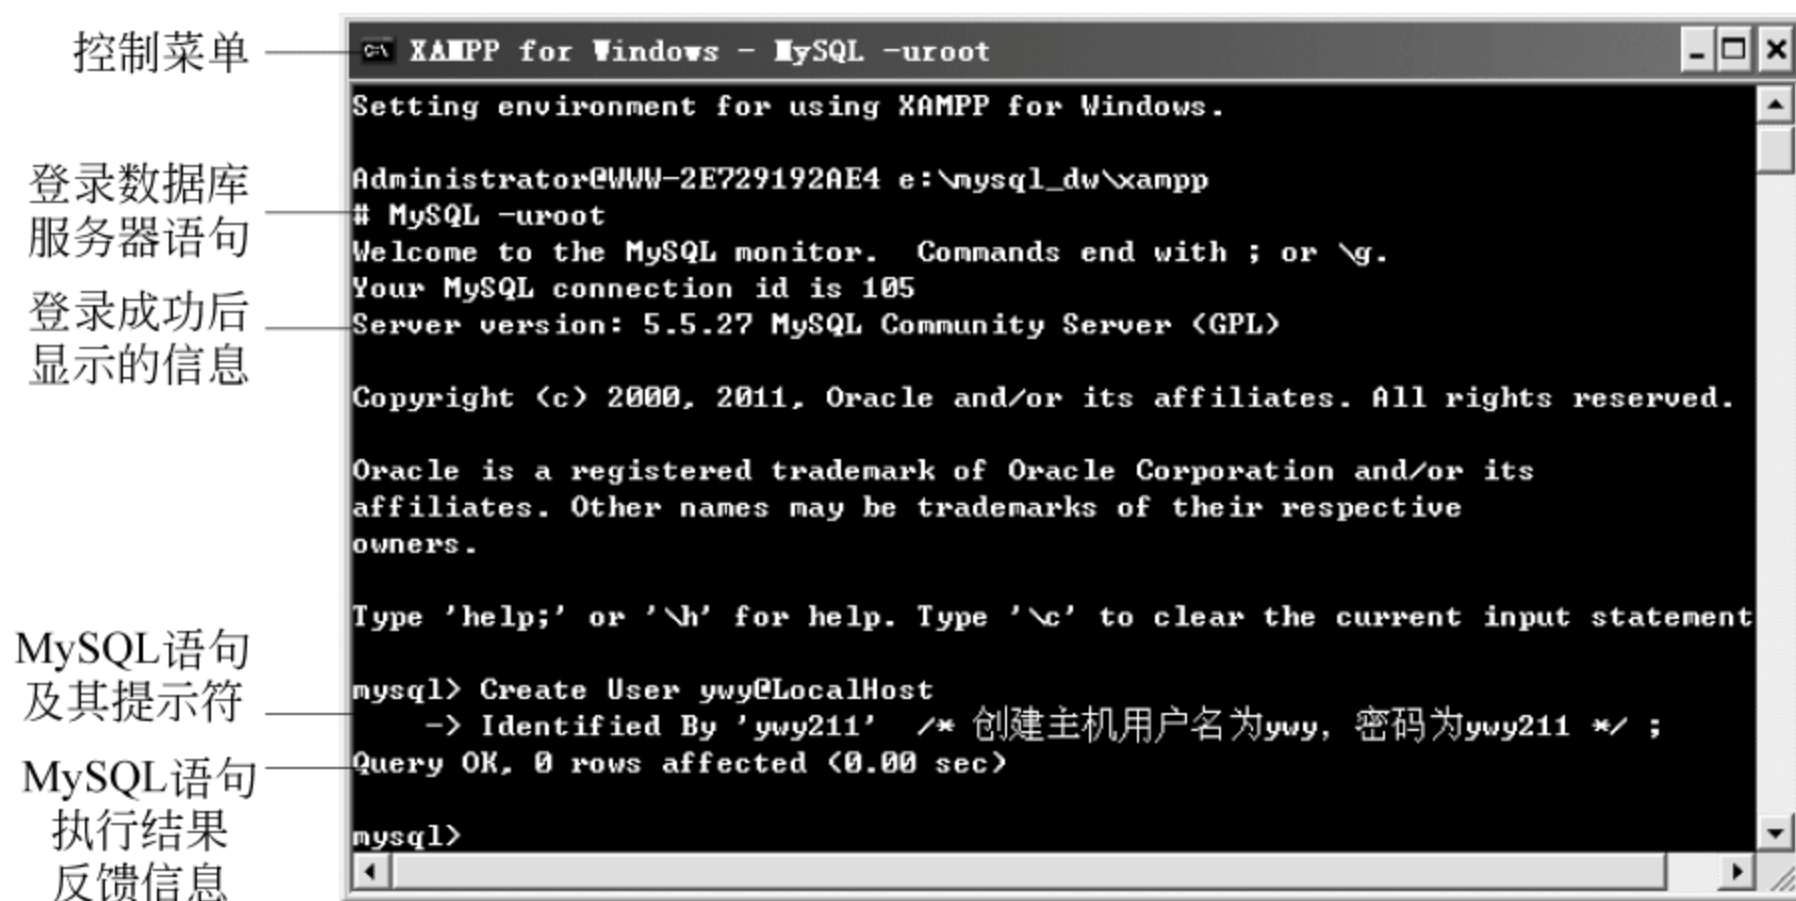 控制菜单
XAMPP for Windows - MySQL -uroot
Setting environment for using XAMPP for Windows.
Administrator@WWW-2E729192AE4 e:\mysql_dw\xampp
登录数据库
服务器语句
# MySQL -uroot
Welcome to the MySQL monitor.  Commands end with ; or \g.
Your MySQL connection id is 105
登录成功后
显示的信息
Server version: 5.5.27 MySQL Community Server (GPL)
Copyright (c) 2000, 2011, Oracle and/or its affiliates. All rights reserved.
Oracle is a registered trademark of Oracle Corporation and/or its
affiliates. Other names may be trademarks of their respective
owners.
Type 'help;' or '\h' for help. Type '\c' to clear the current input statement
MySQL语句
及其提示符
mysql> Create User ywy@LocalHost
-> Identified By 'ywy211'  /* 创建主机用户名为ywy, 密码为ywy211 */ ;
MySQL语句
执行结果
反馈信息
Query OK, 0 rows affected (0.00 sec)
mysql>